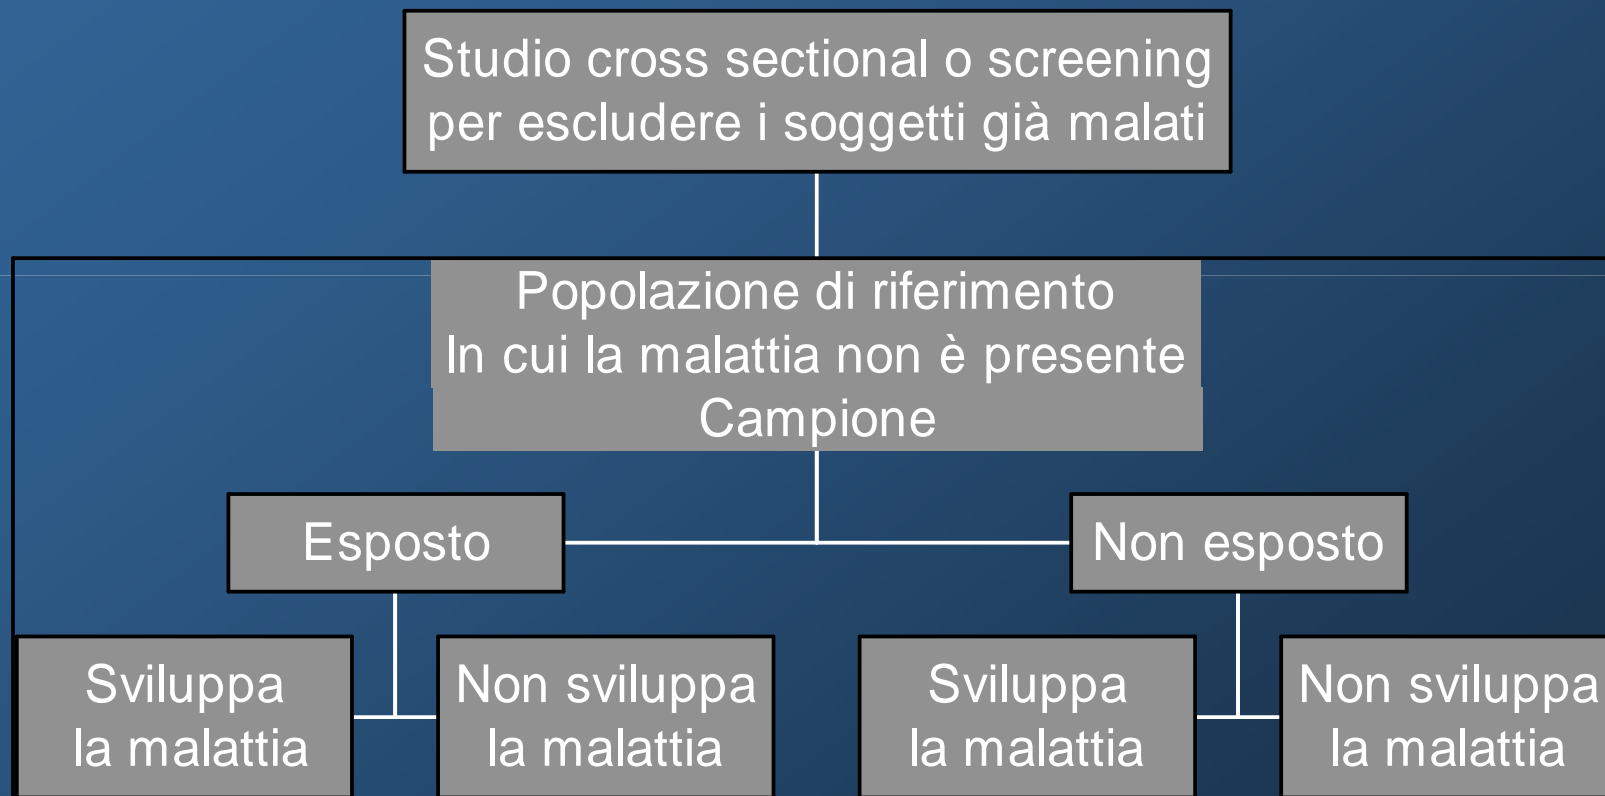 Studio cross sectional o screening
per escludere i soggetti già malati
Popolazione di riferimento
In cui la malattia non è presente
Campione
Esposto
Non esposto
Sviluppa
la malattia
Non sviluppa
la malattia
Sviluppa
la malattia
Non sviluppa
la malattia